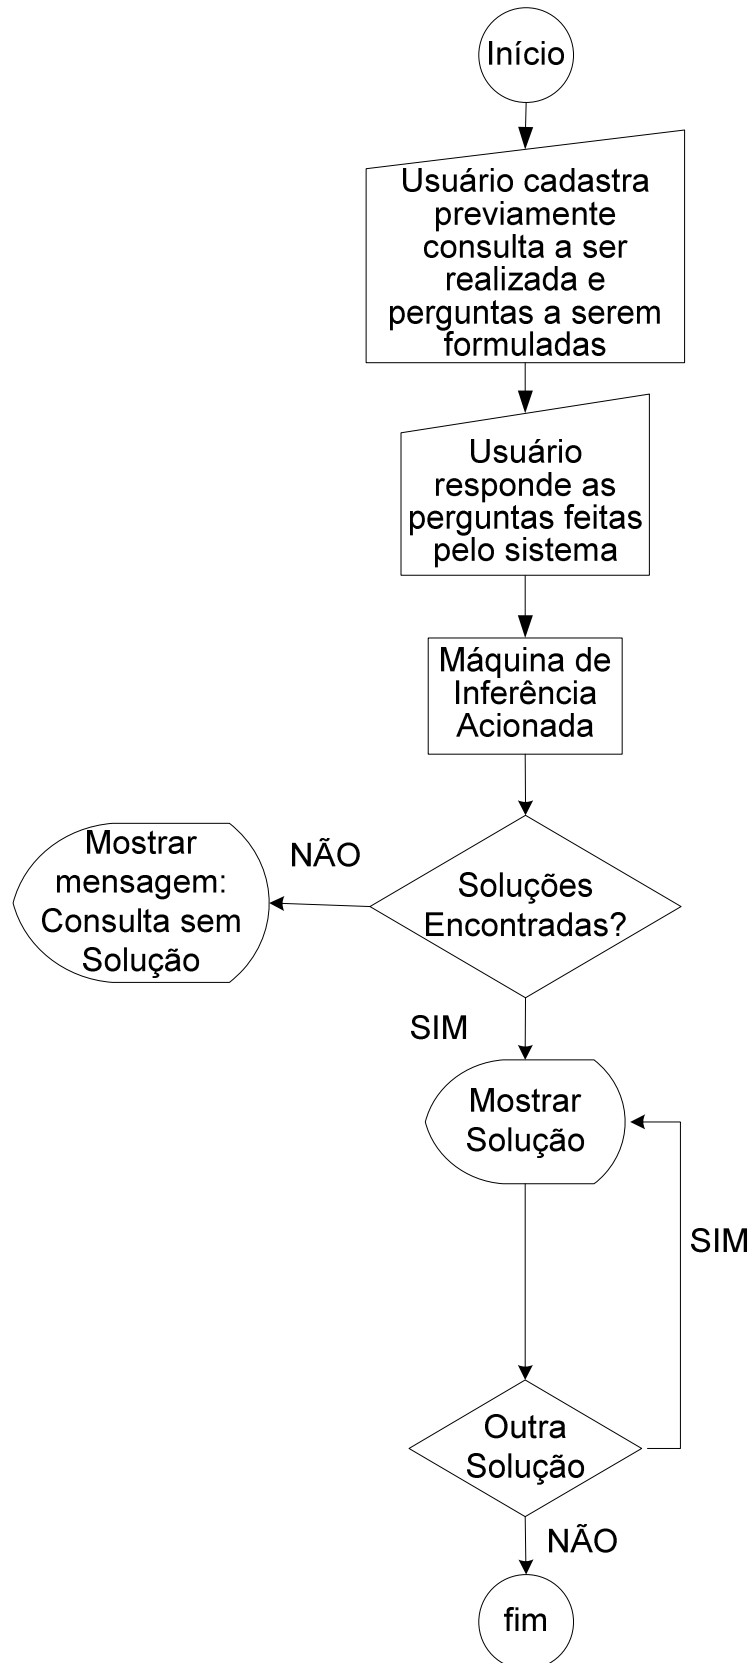 Início
Usuário cadastra
previamente
consulta a ser
realizada e
perguntas a serem
formuladas
Usuário
responde as
perguntas feitas
pelo sistema
Máquina de
Inferência
Acionada
Soluções
Encontradas?
NÃO
Mostrar
mensagem:
Consulta sem
Solução
SIM
Mostrar
Solução
SIM
Outra
Solução
NÃO
fim